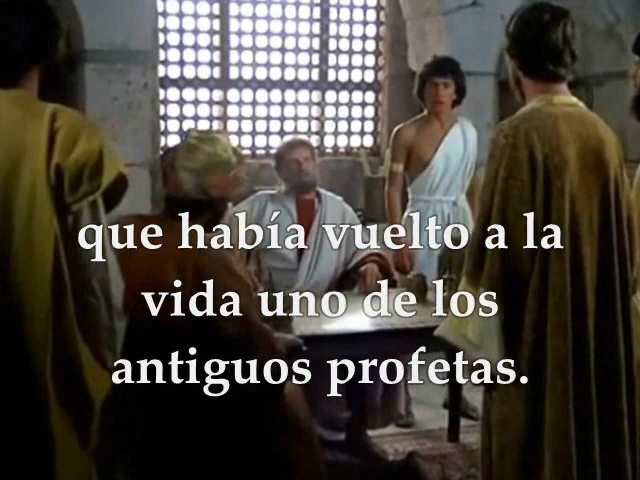 que había vuelto a la
vida uno de los
antiguos profetas.